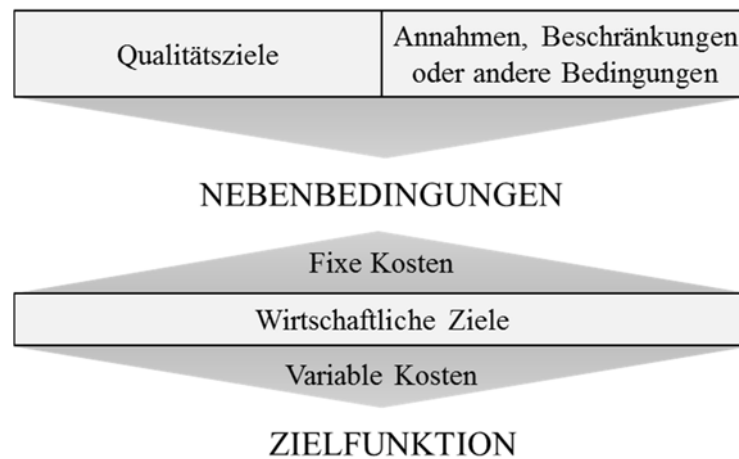 Qualitätsziele
Annahmen, Beschränkungen
oder andere Bedingungen
NEBENBEDINGUNGEN
Fixe Kosten
Wirtschaftliche Ziele
Variable Kosten
ZIELFUNKTION